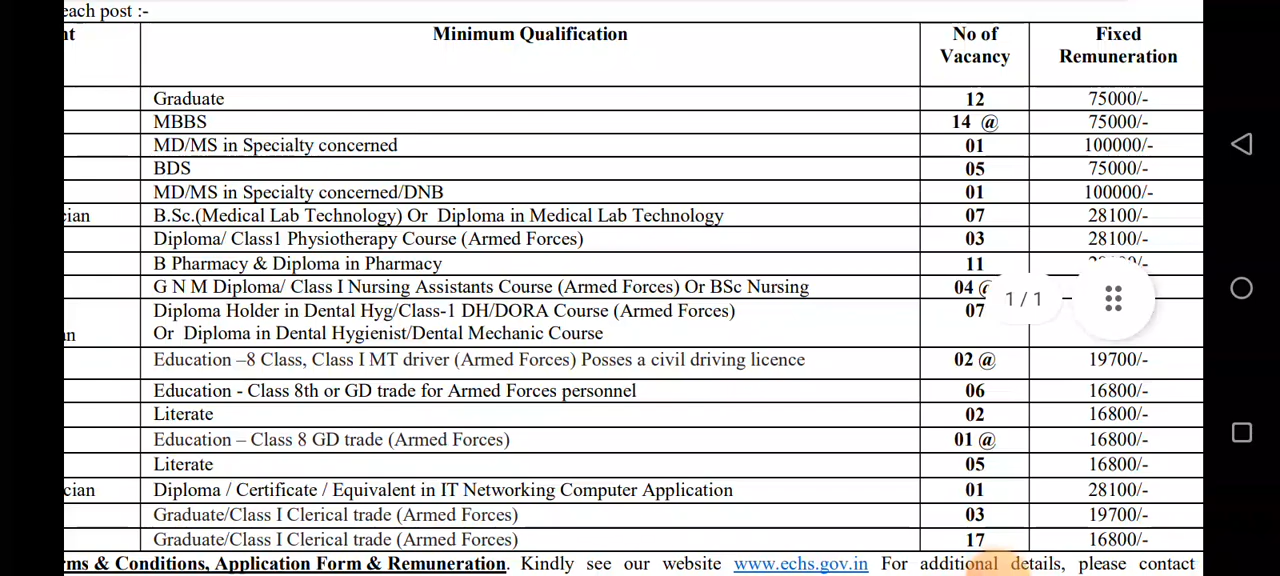 each post :-
nt Minimum Qualification No of Vacancy Fixed Remuneration
Graduate 12 75000/-
MBBS 14 @ 75000/-
MD/MS in Specialty concerned 01 100000/-
BDS 05 75000/-
MD/MS in Specialty concerned/DNB 01 100000/-
cian B.Sc.(Medical Lab Technology) Or Diploma in Medical Lab Technology 07 28100/-
Diploma/ Class1 Physiotherapy Course (Armed Forces) 03 28100/-
B Pharmacy & Diploma in Pharmacy 11
G N M Diploma/ Class I Nursing Assistants Course (Armed Forces) Or BSc Nursing 04
1 / 1
Diploma Holder in Dental Hyg/Class-1 DH/DORA Course (Armed Forces) 07
an Or Diploma in Dental Hygienist/Dental Mechanic Course
Education –8 Class, Class I MT driver (Armed Forces) Posses a civil driving licence 02 @ 19700/-
Education - Class 8th or GD trade for Armed Forces personnel 06 16800/-
Literate 02 16800/-
Education – Class 8 GD trade (Armed Forces) 01 @ 16800/-
Literate 05 16800/-
cian Diploma / Certificate / Equivalent in IT Networking Computer Application 01 28100/-
Graduate/Class I Clerical trade (Armed Forces) 03 19700/-
Graduate/Class I Clerical trade (Armed Forces) 17 16800/-
rms & Conditions, Application Form & Remuneration. Kindly see our website www.echs.gov.in For additional details, please contact